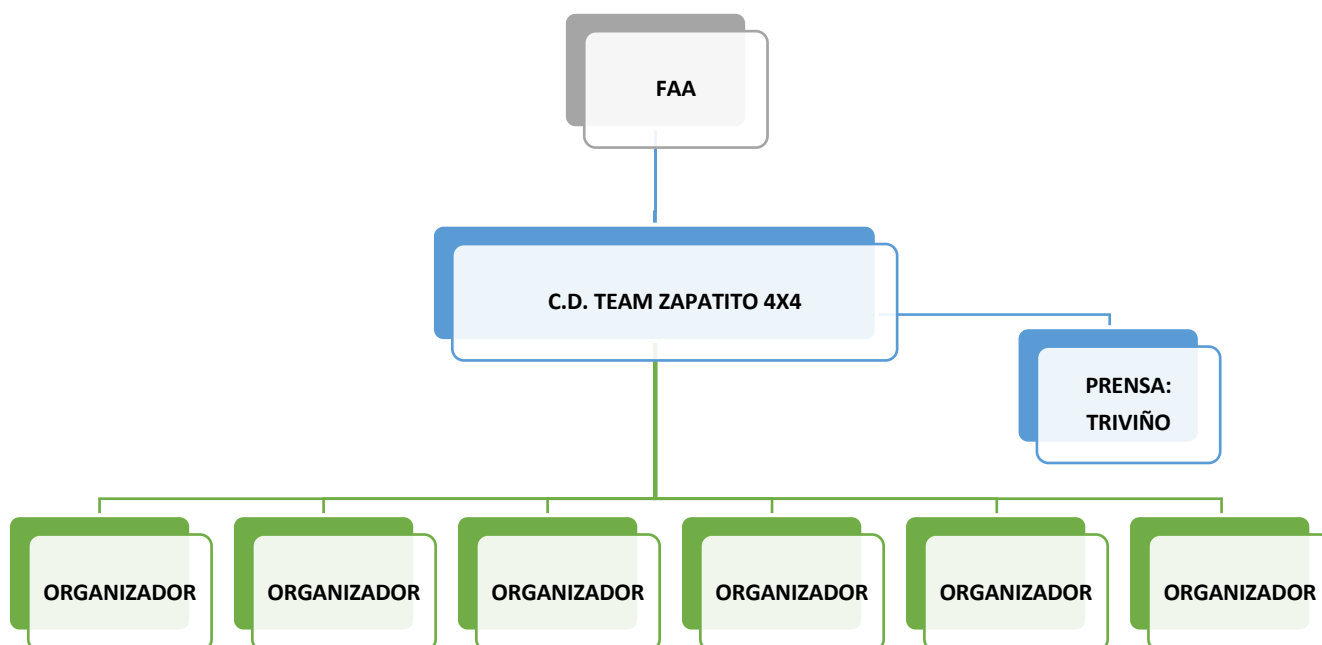 FAA
C.D. TEAM ZAPATITO 4X4
PRENSA:
TRIVIÑO
ORGANIZADOR
ORGANIZADOR
ORGANIZADOR
ORGANIZADOR
ORGANIZADOR
ORGANIZADOR